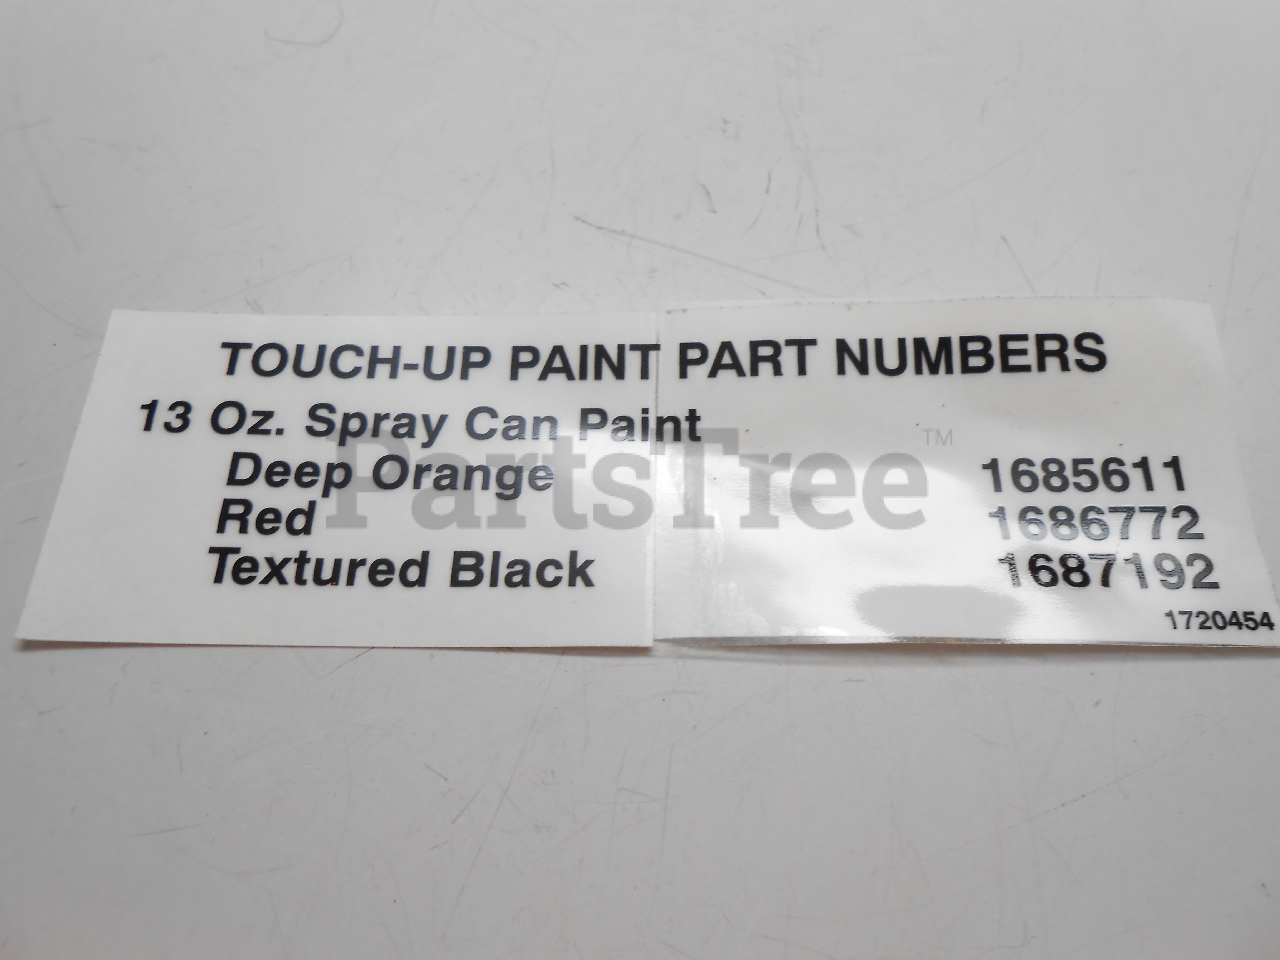 TOUCH-UP PAINT PART NUMBERS
13 Oz. Spray Can Paint
Deep Orange 1685611
Red 1686772
Textured Black 1687192
1720454
PartsTree™